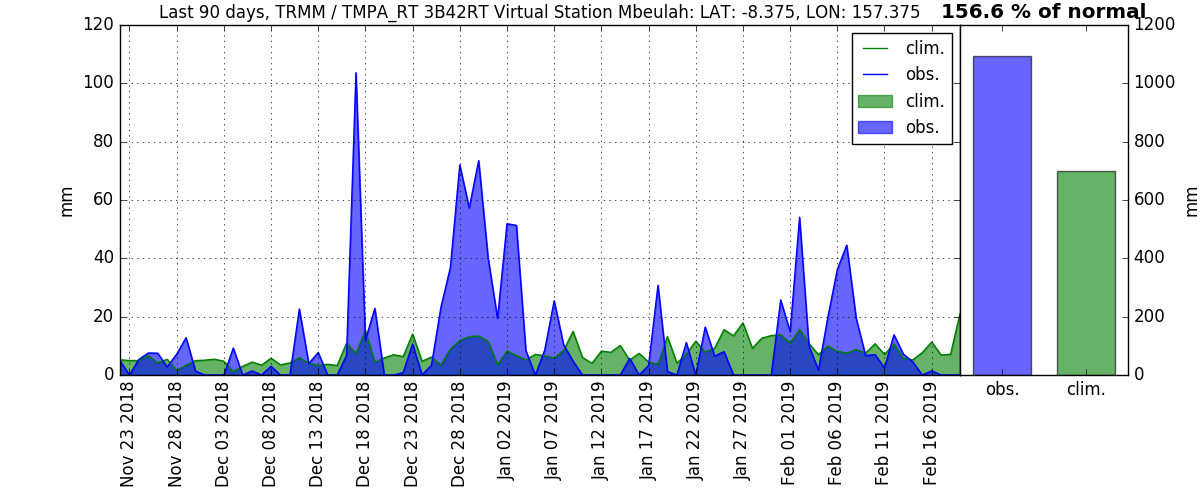 Last 90 days, TRMM / TMPA_RT 3B42RT Virtual Station Mbeulah: LAT: -8.375, LON: 157.375
156.6 % of normal
120
100
80
60
40
20
0
mm
clim.
obs.
clim.
obs.
1200
1000
800
600
400
200
0
mm
Nov 23 2018
Nov 28 2018
Dec 03 2018
Dec 08 2018
Dec 13 2018
Dec 18 2018
Dec 23 2018
Dec 28 2018
Jan 02 2019
Jan 07 2019
Jan 12 2019
Jan 17 2019
Jan 22 2019
Jan 27 2019
Feb 01 2019
Feb 06 2019
Feb 11 2019
Feb 16 2019
obs.
clim.